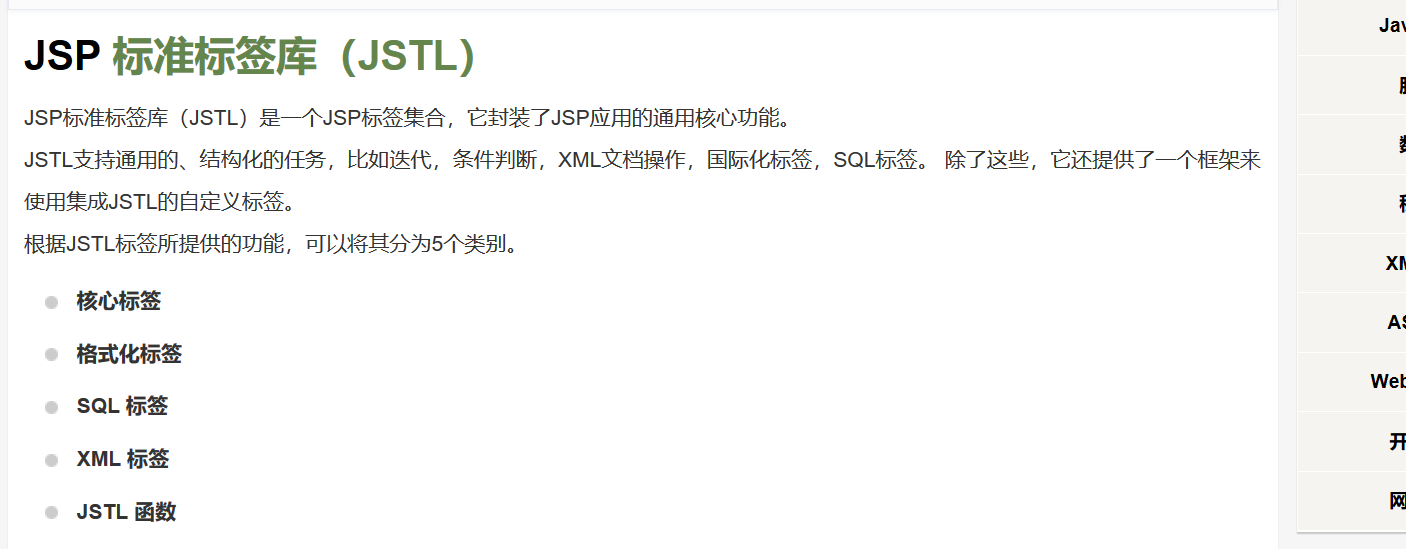 JSP 标准标签库（JSTL）
JSP标准标签库（JSTL）是一个JSP标签集合，它封装了JSP应用的通用核心功能。
JSTL支持通用的、结构化的任务，比如迭代，条件判断，XML文档操作，国际化标签，SQL标签。 除了这些，它还提供了一个框架来
使用集成JSTL的自定义标签。
根据JSTL标签所提供的功能，可以将其分为5个类别。
核心标签
格式化标签
SQL 标签
XML 标签
JSTL 函数
Jav
Web
开
网